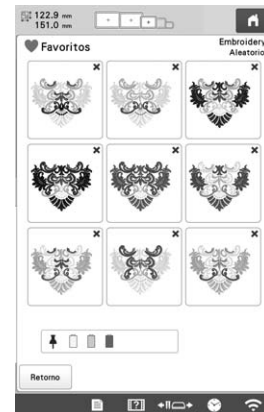 122.9 mm
151.0 mm
Favoritos
Embroidery
Aleatorio
Retorno